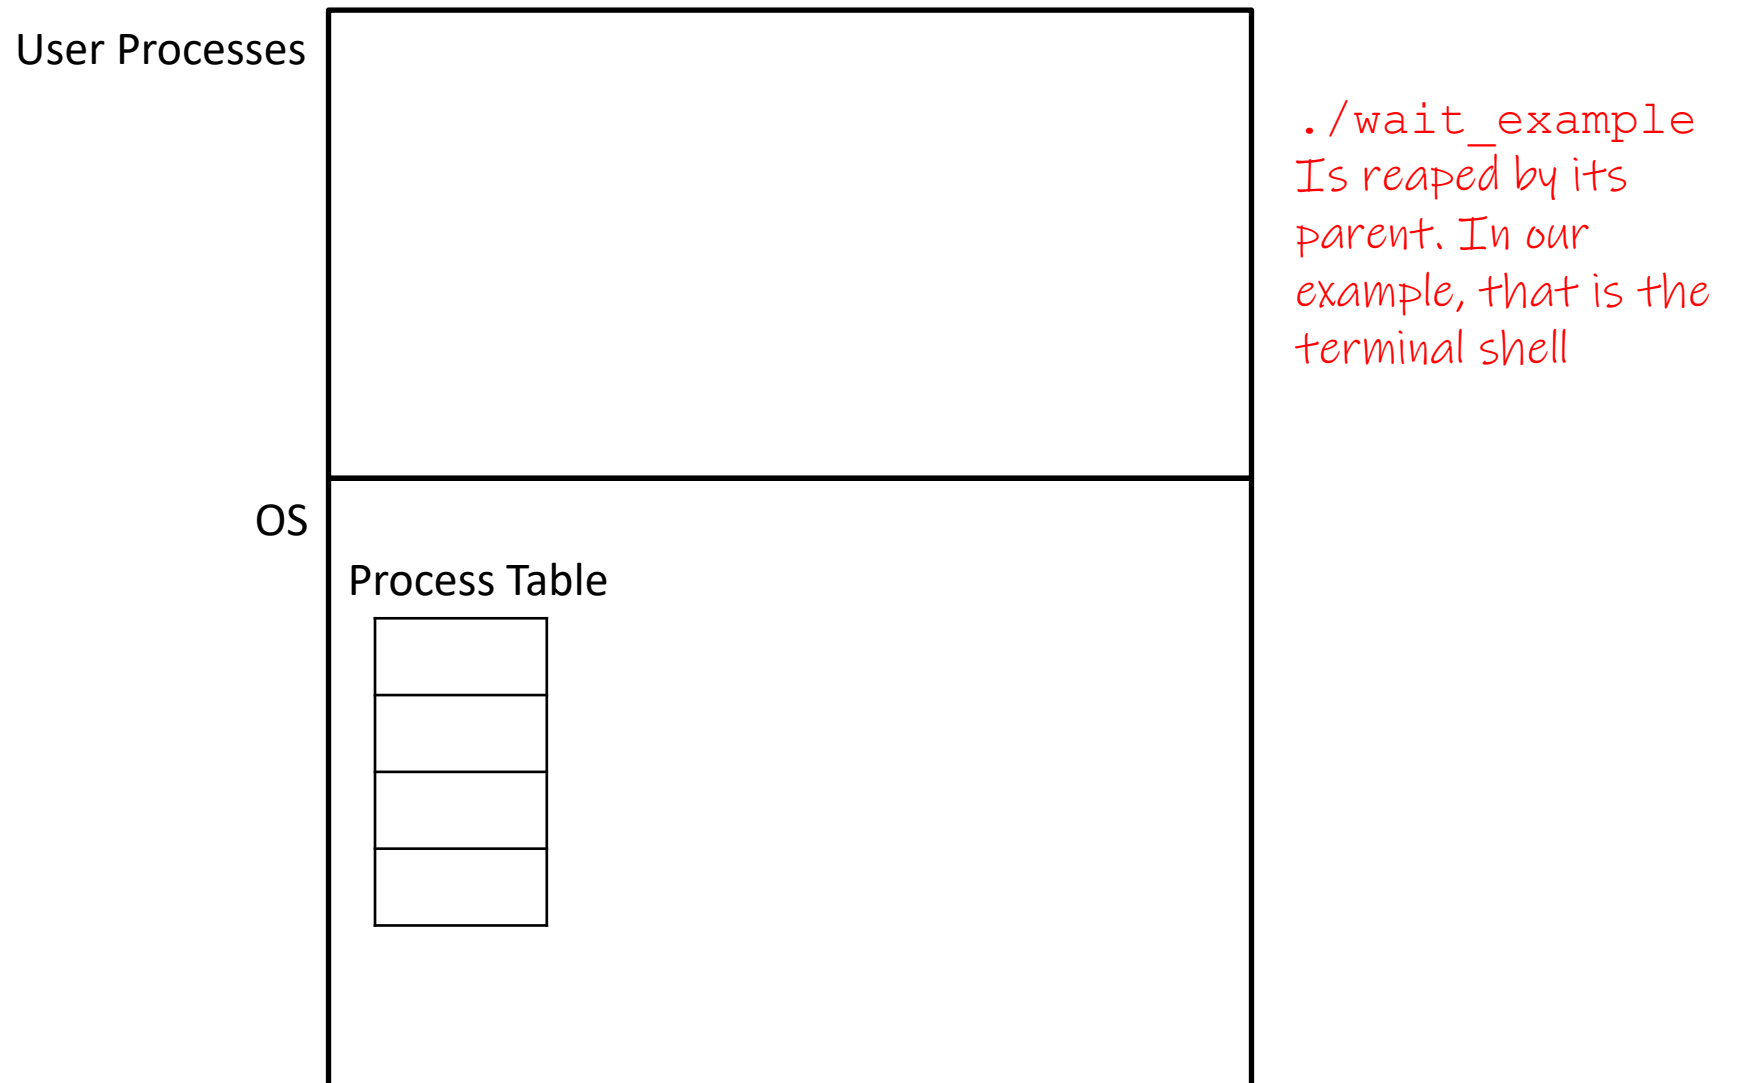 User Processes
./wait_example
Is reaped by its
parent. In our
example, that is the
terminal shell
OS
Process Table